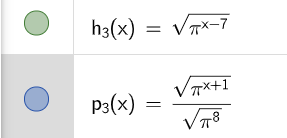 h₃(x) = √(π^(x−7))
p₃(x) = √(π^(x+1)) / √(π^8)